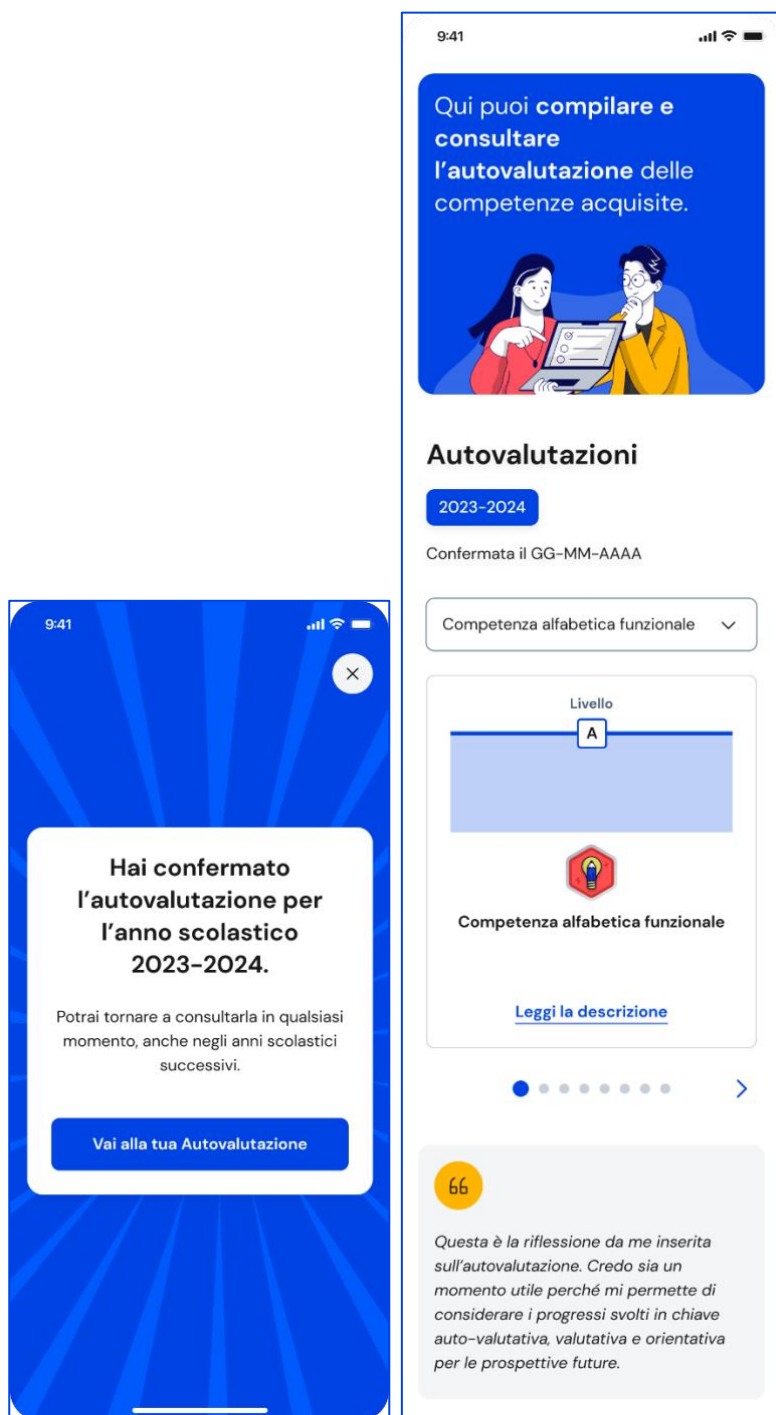 9:41
Hai confermato
l’autovalutazione per
l’anno scolastico
2023-2024.
Potrai tornare a consultarla in qualsiasi
momento, anche negli anni scolastici
successivi.
Vai alla tua Autovalutazione
9:41
Qui puoi compilare e
consultare
l’autovalutazione delle
competenze acquisite.
Autovalutazioni
2023-2024
Confermata il GG-MM-AAAA
Competenza alfabetica funzionale
Livello
A
Competenza alfabetica funzionale
Leggi la descrizione
Questa è la riflessione da me inserita
sull’autovalutazione. Credo sia un
momento utile perché mi permette di
considerare i progressi svolti in chiave
auto-valutativa, valutativa e orientativa
per le prospettive future.